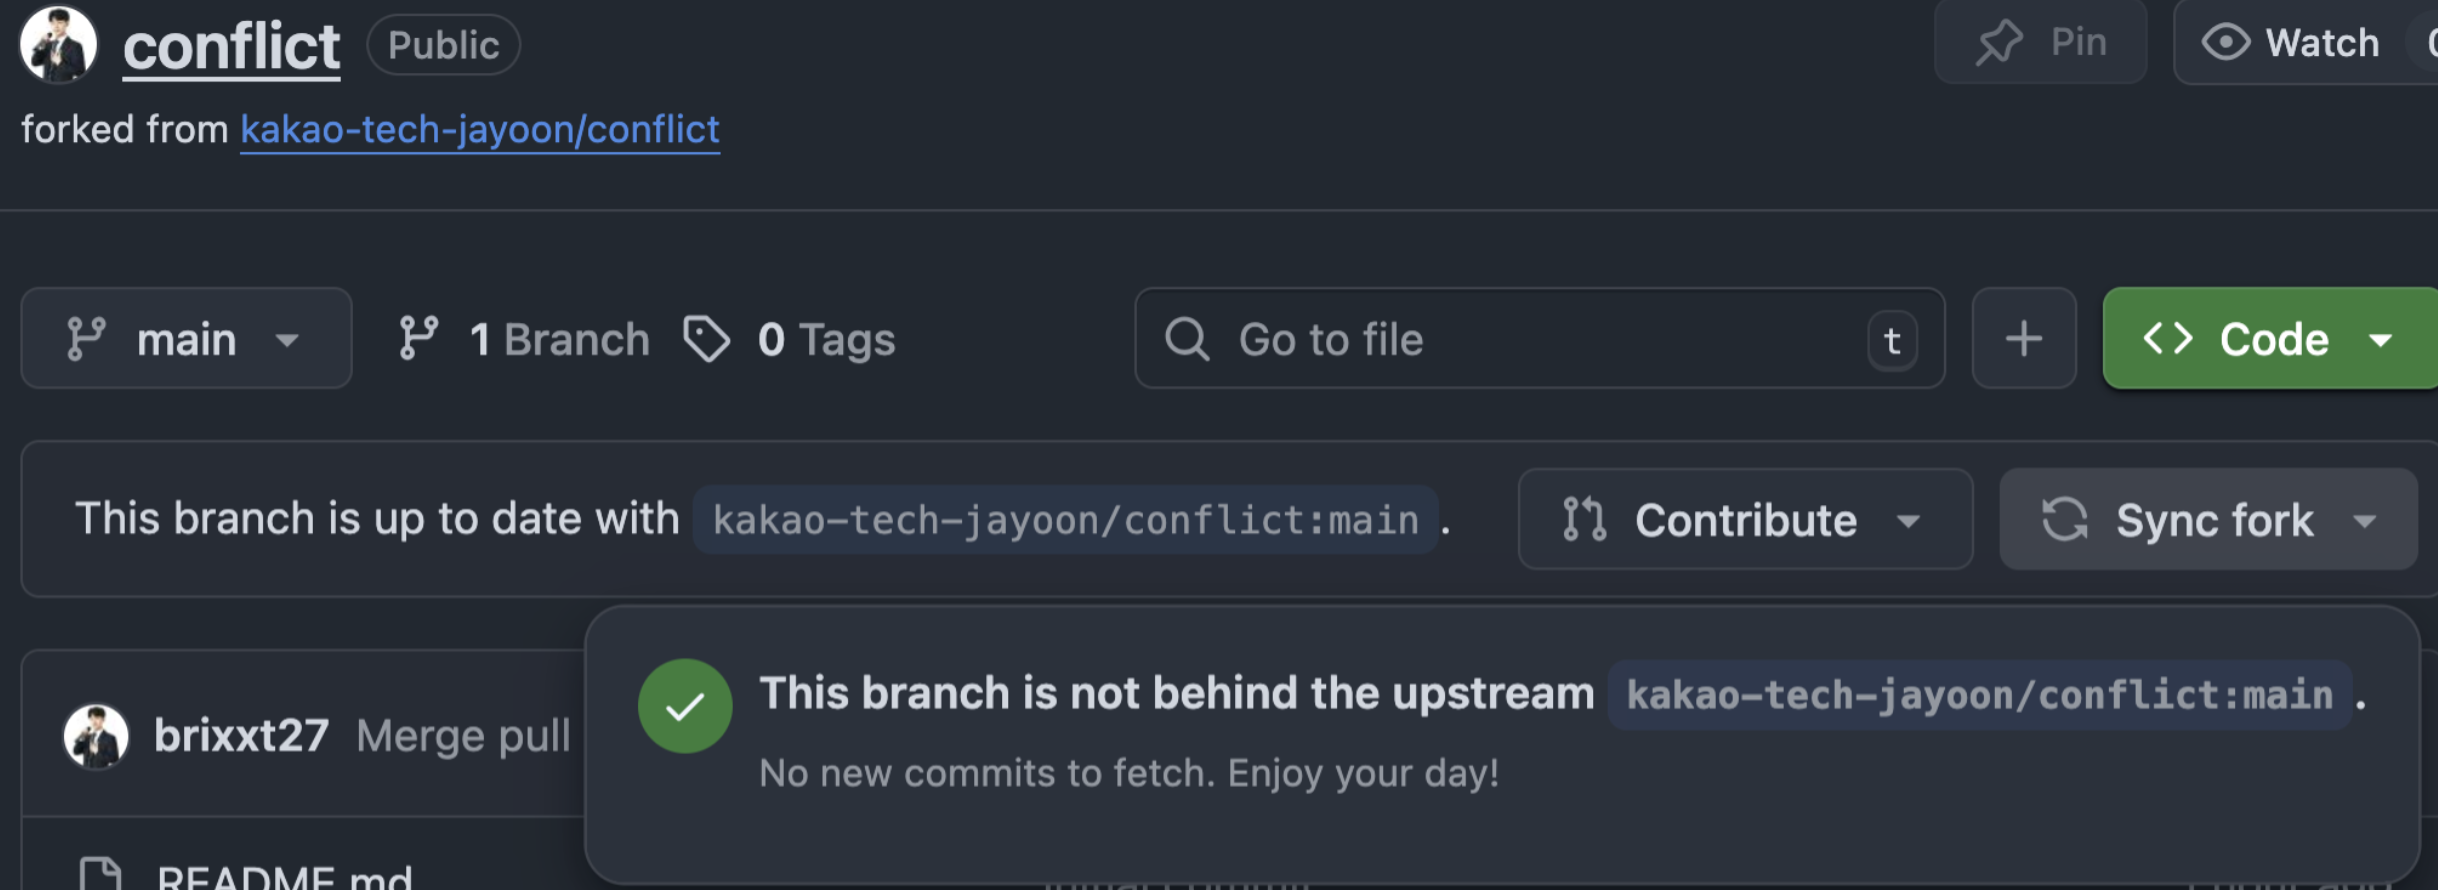 conflict Public Pin Watch
forked from kakao-tech-jayoon/conflict
main 1 Branch 0 Tags Go to file t Code
This branch is up to date with kakao-tech-jayoon/conflict:main. Contribute Sync fork
This branch is not behind the upstream kakao-tech-jayoon/conflict:main.
brixxt27 Merge pull
No new commits to fetch. Enjoy your day!
README.md